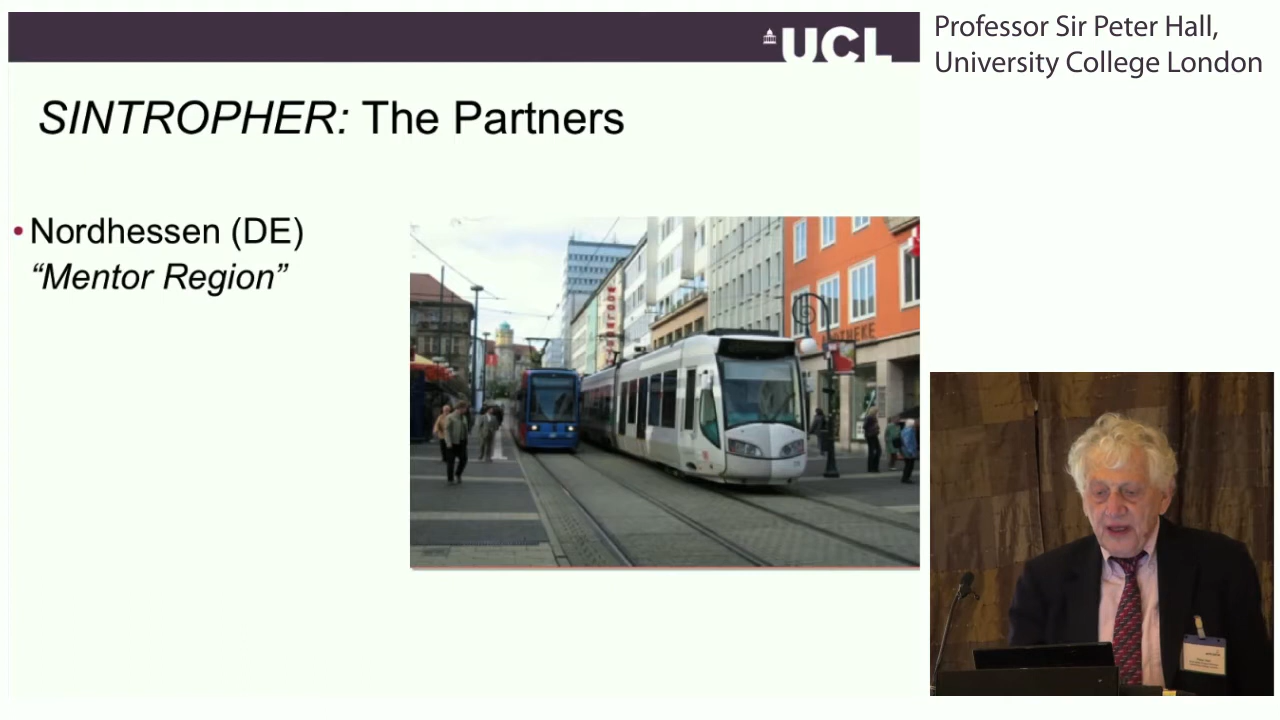 UCL
Professor Sir Peter Hall,
University College London
SINTROPHER: The Partners
• Nordhessen (DE)
“Mentor Region”